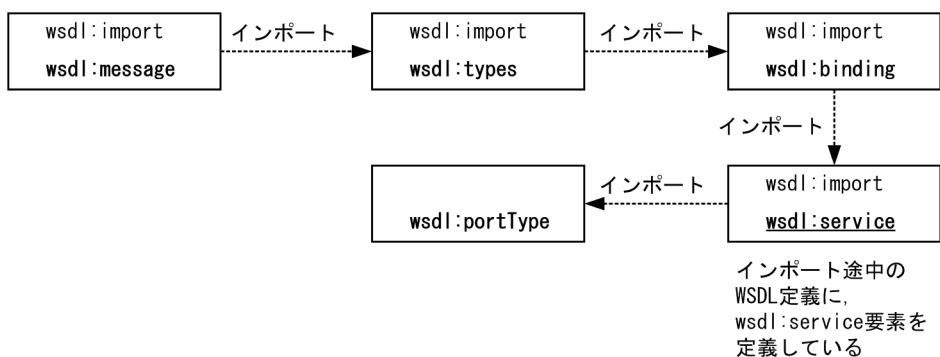 wsdl:import
wsdl:message
インポート
wsdl:import
wsdl:types
インポート
wsdl:import
wsdl:binding
インポート
wsdl:import
wsdl:service
インポート
wsdl:portType
インポート途中の
WSDL定義に,
wsdl:service要素を
定義している